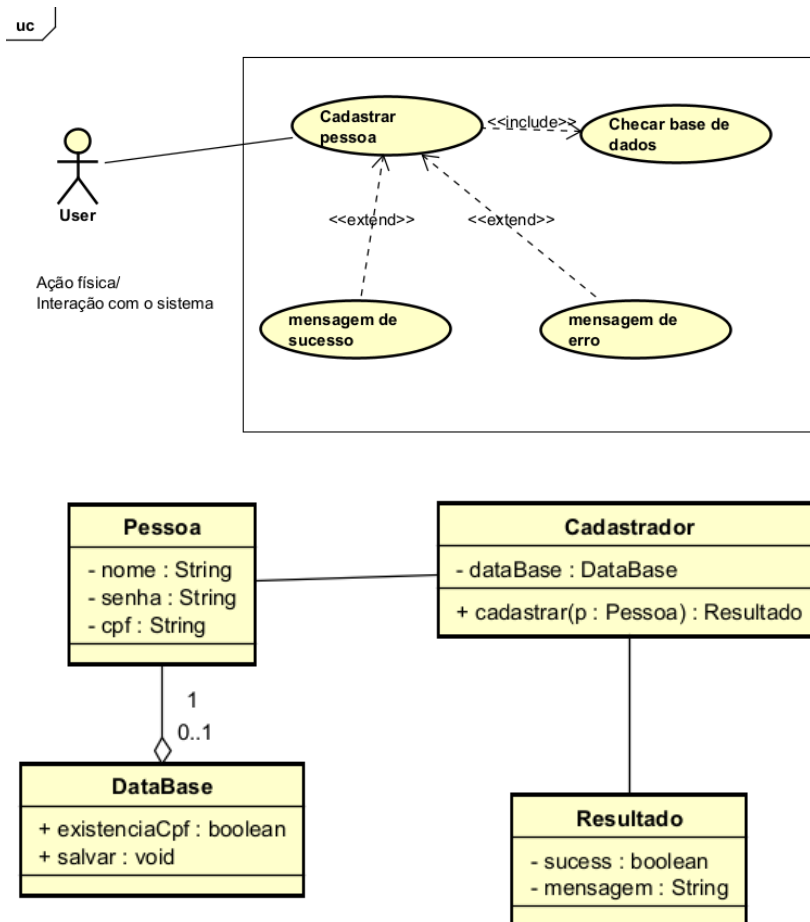 uc
Cadastrar
pessoa
<<include>>
Checar base de
dados
User
<<extend>>
<<extend>>
Ação física/
Interação com o sistema
mensagem de
sucesso
mensagem de
erro
Pessoa
- nome : String
- senha : String
- cpf : String
Cadastrador
- dataBase : DataBase
+ cadastrar(p : Pessoa) : Resultado
1
0..1
DataBase
+ existenciaCpf : boolean
+ salvar : void
Resultado
- sucess : boolean
- mensagem : String